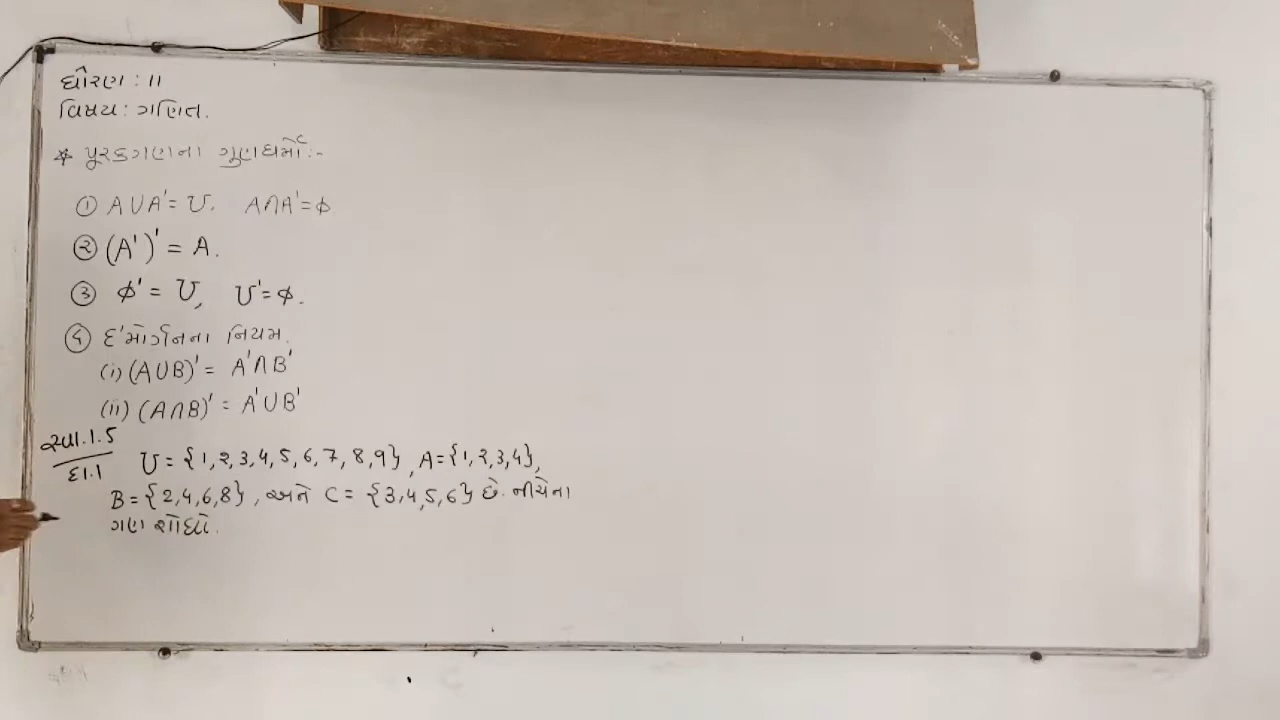 ધોરણ : 11
વિષય : ગણિત.
* પૂરકગણના ગુણધર્મો :-
① A∪A' = U. A∩A' = ϕ
② (A')' = A.
③ ϕ' = U, U' = ϕ.
④ દ'મોર્ગનના નિયમ.
(i) (A∪B)' = A'∩B'
(ii) (A∩B)' = A'∪B'
સ્વા.1.5
દા.1
U = {1,2,3,4,5,6,7,8,9}, A = {1,2,3,4},
B = {2,4,6,8}, અને C = {3,4,5,6} છે. નીચેના
ગણ શોધો.